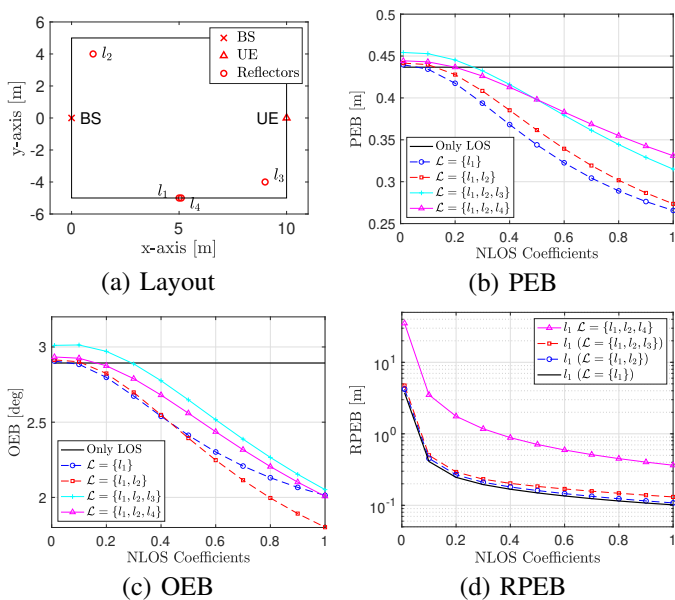 6
4
2
0
-2
-4
-6
y-axis [m]
0
5
10
x-axis [m]
BS
UE
Reflectors
l2
BS
UE
l3
l1
l4
(a) Layout
0.5
0.45
0.4
0.35
0.3
0.25
PEB [m]
0
0.2
0.4
0.6
0.8
1
NLOS Coefficients
Only LOS
L = {l1}
L = {l1, l2}
L = {l1, l2, l3}
L = {l1, l2, l4}
(b) PEB
3
2.5
2
OEB [deg]
0
0.2
0.4
0.6
0.8
1
NLOS Coefficients
Only LOS
L = {l1}
L = {l1, l2}
L = {l1, l2, l3}
L = {l1, l2, l4}
(c) OEB
10^1
10^0
10^-1
RPEB [m]
0
0.2
0.4
0.6
0.8
1
NLOS Coefficients
l1 L = {l1, l2, l4}
l1 (L = {l1, l2, l3})
l1 (L = {l1, l2})
l1 (L = {l1})
(d) RPEB